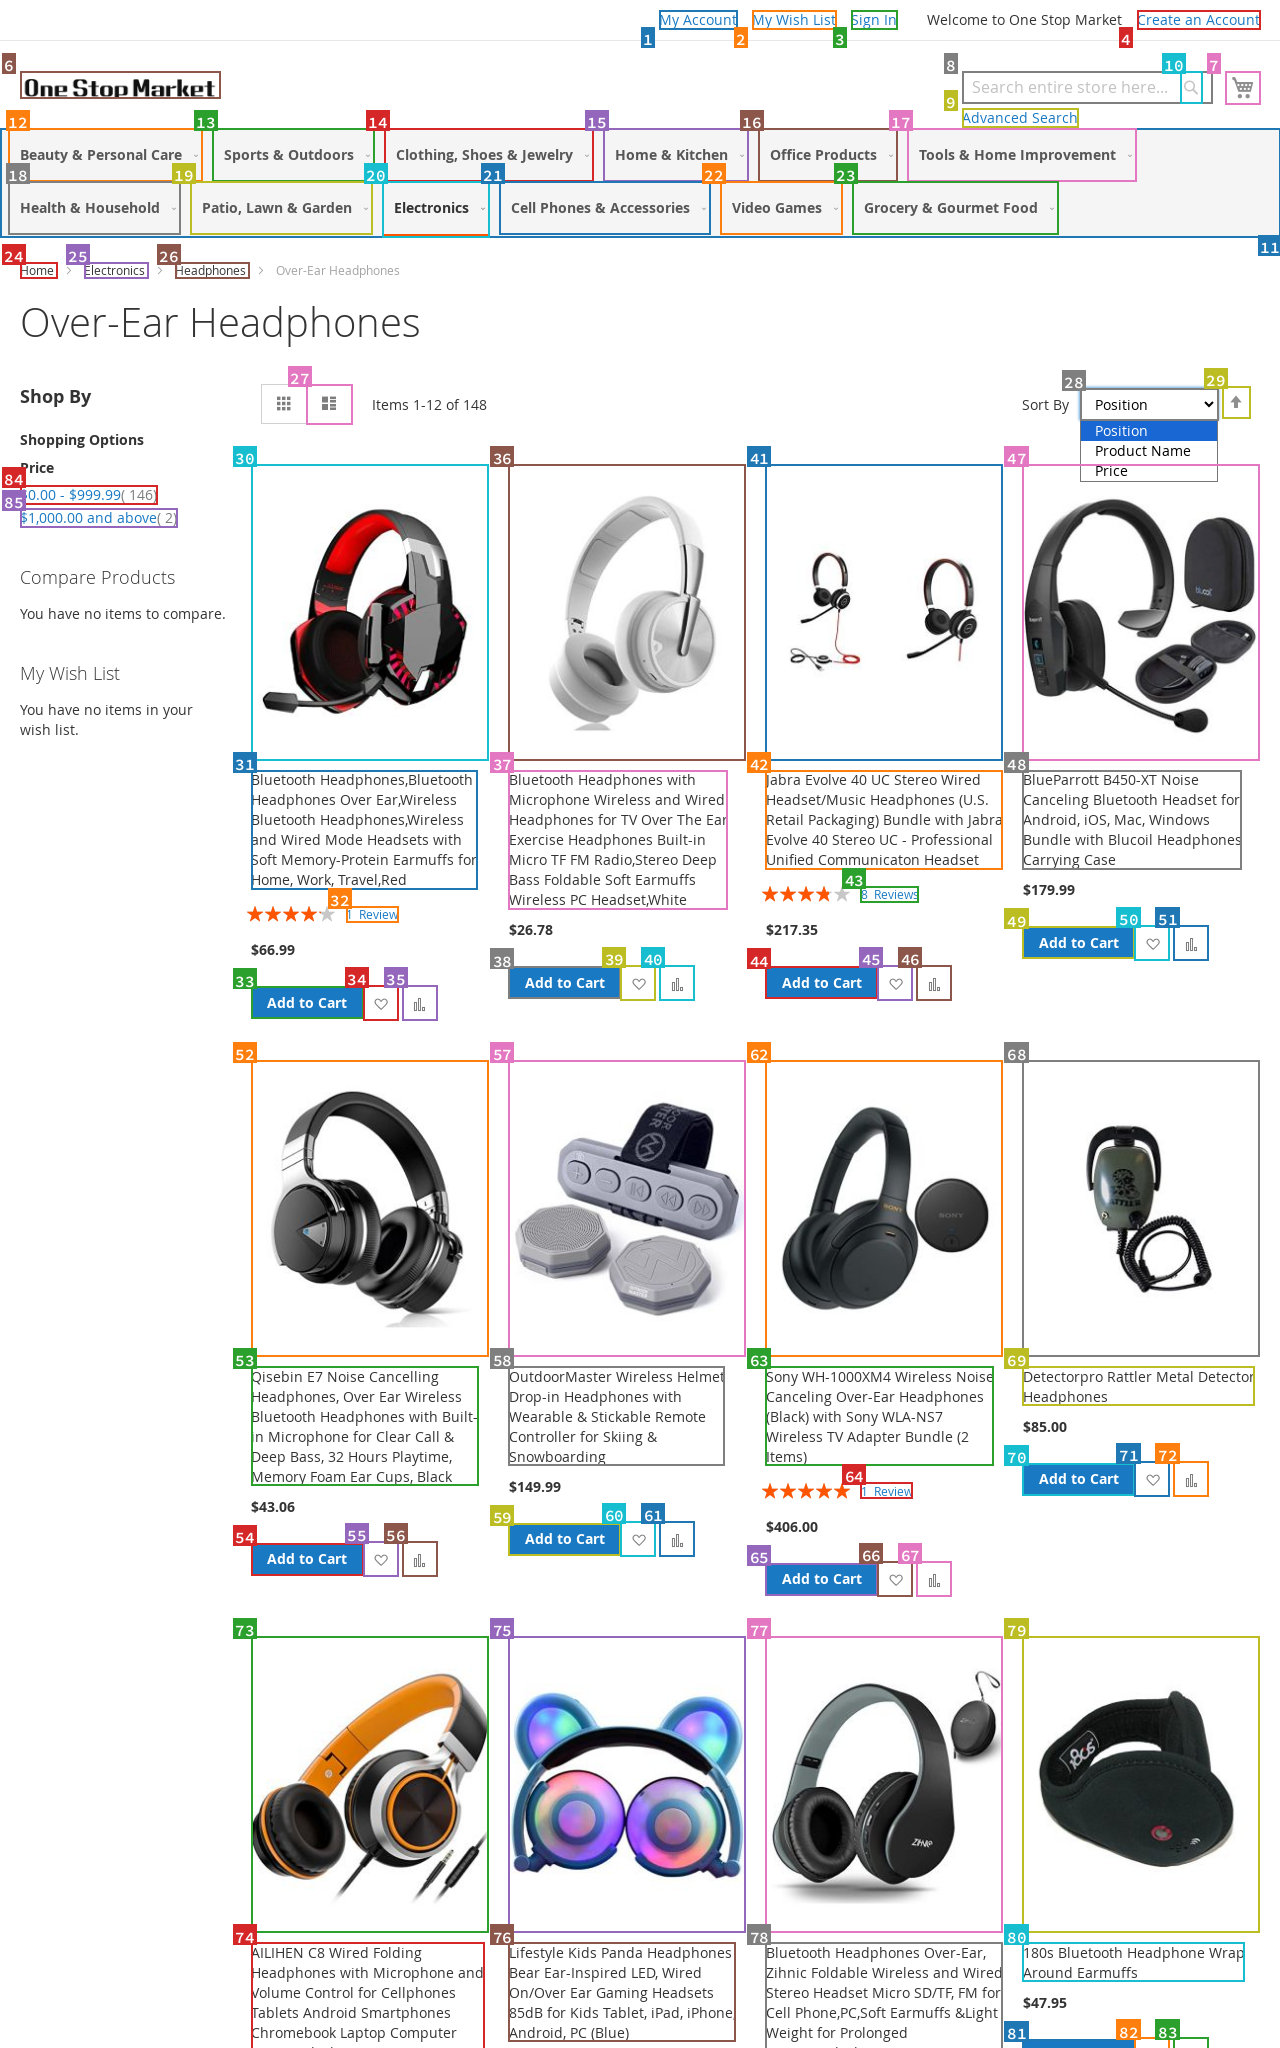 My Account
My Wish List
Sign In
Welcome to One Stop Market
Create an Account
1
2
3
4
6
8
10
7
One Stop Market
Search entire store here...
9
Advanced Search
12
13
14
15
16
17
Beauty & Personal Care
Sports & Outdoors
Clothing, Shoes & Jewelry
Home & Kitchen
Office Products
Tools & Home Improvement
18
19
20
21
22
23
Health & Household
Patio, Lawn & Garden
Electronics
Cell Phones & Accessories
Video Games
Grocery & Gourmet Food
24
25
26
11
Home
Electronics
Headphones
Over-Ear Headphones
Over-Ear Headphones
27
28
29
Shop By
Items 1-12 of 148
Sort By
Position
Position
Product Name
Price
Shopping Options
Price
84
0.00 - $999.99( 146)
85
$1,000.00 and above( 2)
Compare Products
You have no items to compare.
My Wish List
You have no items in your
wish list.
30
36
41
47
31
Bluetooth Headphones,Bluetooth
Headphones Over Ear,Wireless
Bluetooth Headphones,Wireless
and Wired Mode Headsets with
Soft Memory-Protein Earmuffs for
Home, Work, Travel,Red
32
1 Review
$66.99
33
34
35
Add to Cart
37
Bluetooth Headphones with
Microphone Wireless and Wired
Headphones for TV Over The Ear
Exercise Headphones Built-in
Micro TF FM Radio,Stereo Deep
Bass Foldable Soft Earmuffs
Wireless PC Headset,White
$26.78
38
39
40
Add to Cart
42
Jabra Evolve 40 UC Stereo Wired
Headset/Music Headphones (U.S.
Retail Packaging) Bundle with Jabra
Evolve 40 Stereo UC - Professional
Unified Communicaton Headset
43
8 Reviews
$217.35
44
45
46
Add to Cart
blucoil
48
BlueParrott B450-XT Noise
Canceling Bluetooth Headset for
Android, iOS, Mac, Windows
Bundle with Blucoil Headphones
Carrying Case
$179.99
49
50
51
Add to Cart
52
57
62
68
53
Qisebin E7 Noise Cancelling
Headphones, Over Ear Wireless
Bluetooth Headphones with Built-
in Microphone for Clear Call &
Deep Bass, 32 Hours Playtime,
Memory Foam Ear Cups, Black
$43.06
54
55
56
Add to Cart
58
OutdoorMaster Wireless Helmet
Drop-in Headphones with
Wearable & Stickable Remote
Controller for Skiing &
Snowboarding
$149.99
59
60
61
Add to Cart
SONY
SONY
63
Sony WH-1000XM4 Wireless Noise
Canceling Over-Ear Headphones
(Black) with Sony WLA-NS7
Wireless TV Adapter Bundle (2
Items)
64
1 Review
$406.00
65
66
67
Add to Cart
69
Detectorpro Rattler Metal Detector
Headphones
$85.00
70
71
72
Add to Cart
73
75
77
79
74
AILIHEN C8 Wired Folding
Headphones with Microphone and
Volume Control for Cellphones
Tablets Android Smartphones
Chromebook Laptop Computer
76
Lifestyle Kids Panda Headphones
Bear Ear-Inspired LED, Wired
On/Over Ear Gaming Headsets
85dB for Kids Tablet, iPad, iPhone,
Android, PC (Blue)
78
Bluetooth Headphones Over-Ear,
Zihnic Foldable Wireless and Wired
Stereo Headset Micro SD/TF, FM for
Cell Phone,PC,Soft Earmuffs &Light
Weight for Prolonged
180s
80
180s Bluetooth Headphone Wrap
Around Earmuffs
$47.95
81
82
83